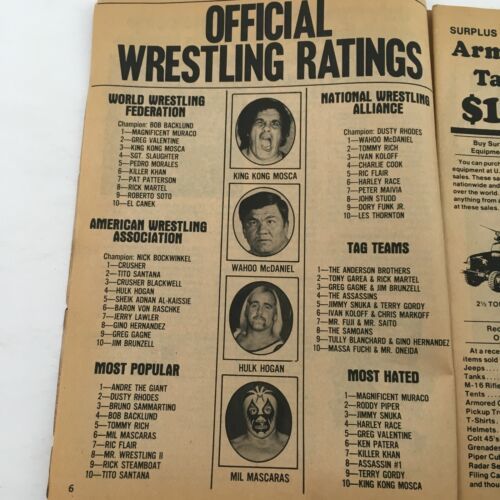 OFFICIAL
WRESTLING RATINGS
WORLD WRESTLING
FEDERATION
Champion: BOB BACKLUND
1—MAGNIFICENT MURACO
2—GREG VALENTINE
3—KING KONG MOSCA
4—SGT. SLAUGHTER
5—PEDRO MORALES
6—KILLER KHAN
7—PAT PATTERSON
8—RICK MARTEL
9—ROBERTO SOTO
10—EL CANEK
AMERICAN WRESTLING
ASSOCIATION
Champion: NICK BOCKWINKEL
1—CRUSHER
2—TITO SANTANA
3—CRUSHER BLACKWELL
4—HULK HOGAN
5—SHEIK ADNAN AL-KAISSIE
6—BARON VON RASCHKE
7—JERRY LAWLER
8—GINO HERNANDEZ
9—GREG GAGNE
10—JIM BRUNZELL
MOST POPULAR
1—ANDRE THE GIANT
2—DUSTY RHODES
3—BRUNO SAMMARTINO
4—BOB BACKLUND
5—TOMMY RICH
6—MIL MASCARAS
7—RIC FLAIR
8—MR. WRESTLING II
9—RICK STEAMBOAT
10—TITO SANTANA
6
KING KONG MOSCA
WAHOO McDANIEL
HULK HOGAN
MIL MASCARAS
NATIONAL WRESTLING
ALLIANCE
Champion: DUSTY RHODES
1—WAHOO McDANIEL
2—TOMMY RICH
3—IVAN KOLOFF
4—CHARLIE COOK
5—RIC FLAIR
6—HARLEY RACE
7—PETER MAIVIA
8—JOHN STUDD
9—DORY FUNK JR.
10—LES THORNTON
TAG TEAMS
1—THE ANDERSON BROTHERS
2—TONY GAREA & RICK MARTEL
3—GREG GAGNE & JIM BRUNZELL
4—THE ASSASSINS
5—JIMMY SNUKA & TERRY GORDY
6—IVAN KOLOFF & CHRIS MARKOFF
7—MR. FUJI & MR. SAITO
8—THE SAMOANS
9—TULLY BLANCHARD & GINO HERNANDEZ
10—MASSA FUCHI & MR. ONEIDA
MOST HATED
1—MAGNIFICENT MURACO
2—RODDY PIPER
3—JIMMY SNUKA
4—HARLEY RACE
5—GREG VALENTINE
6—KEN PATERA
7—KILLER KHAN
8—ASSASSIN #1
9—TERRY GORDY
10—KING KONG MOSCA
SURPLUS
Arm
Ta
$1
Buy Sur
Equipme
You can purc
equipment at U.
sales. These sa
nationwide an
over the world.
anything from a
at these sales.
2½ TO
Rec
O
At a rece
items sold
Jeeps
Tanks
M-16 Rifle
Tents
Armored C
Pickup T
T-Shirts
Helmets
Colt 45's
Grenades
Piper Cu
Radar Se
and thou